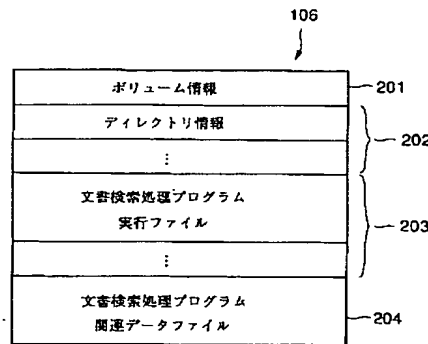 106
ボリューム情報
201
ディレクトリ情報
⋮
202
文書検索処理プログラム
実行ファイル
203
⋮
文書検索処理プログラム
関連データファイル
204